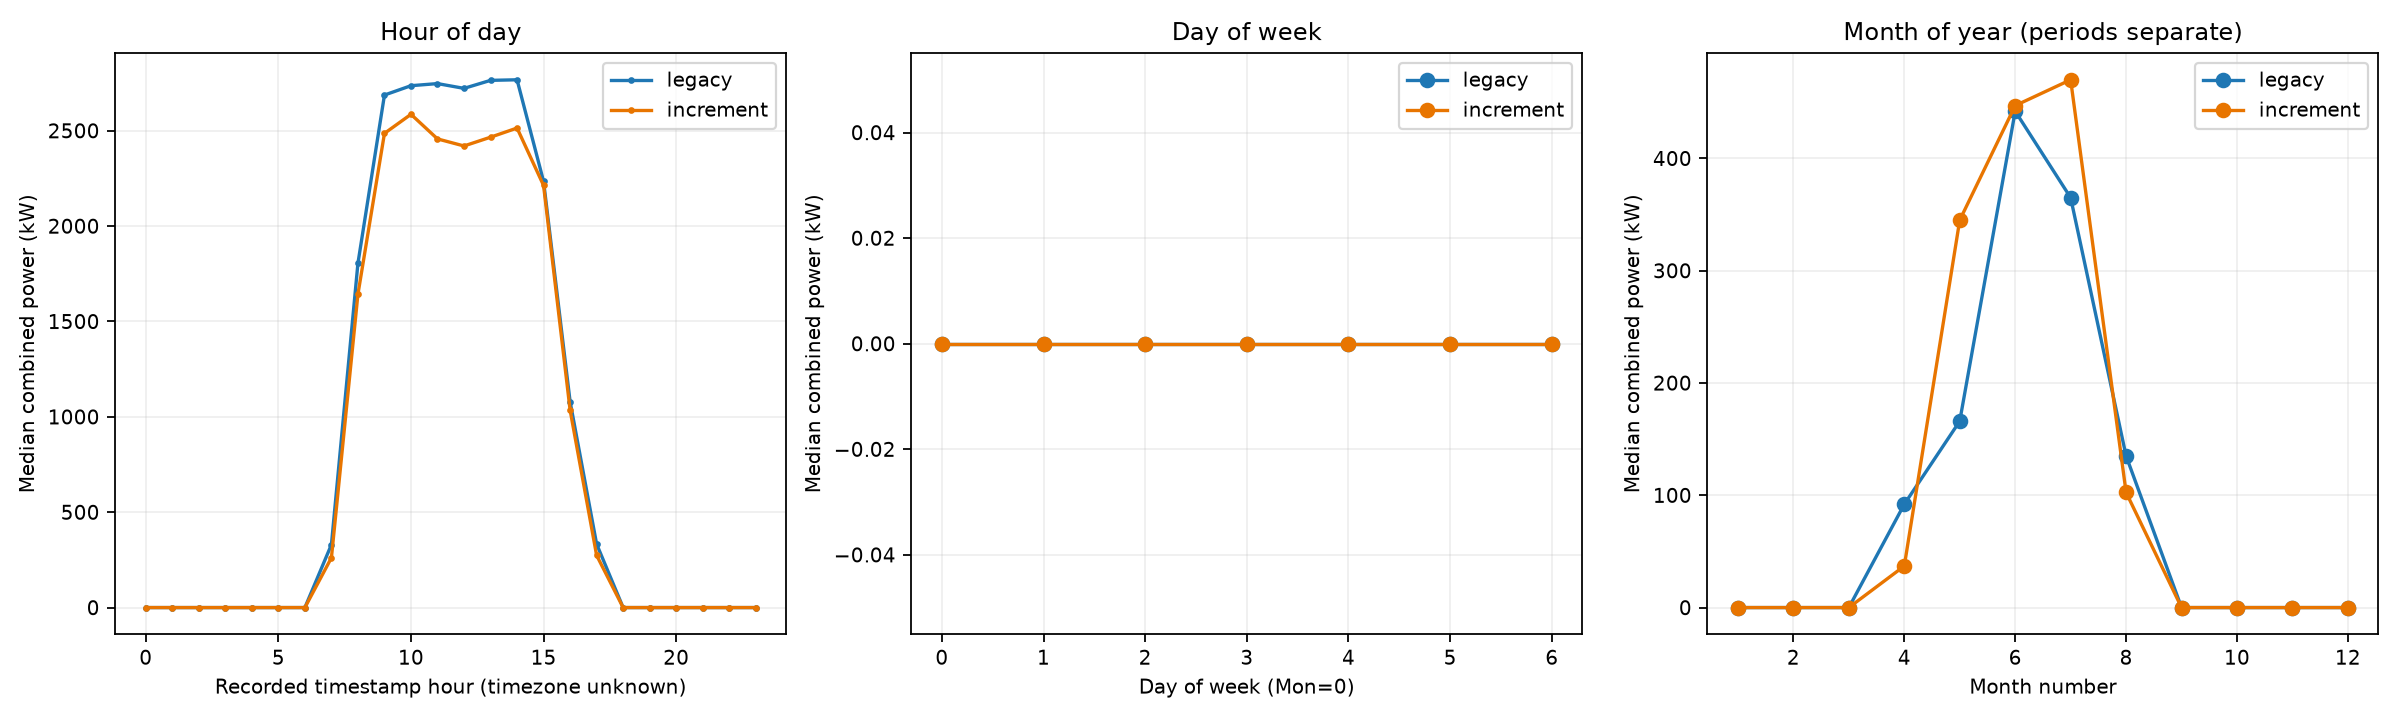 Hour of day
Median combined power (kW)
2500
2000
1500
1000
500
0
legacy
increment
0 5 10 15 20
Recorded timestamp hour (timezone unknown)
Day of week
Median combined power (kW)
0.04
0.02
0.00
−0.02
−0.04
legacy
increment
0 1 2 3 4 5 6
Day of week (Mon=0)
Month of year (periods separate)
Median combined power (kW)
400
300
200
100
0
legacy
increment
2 4 6 8 10 12
Month number